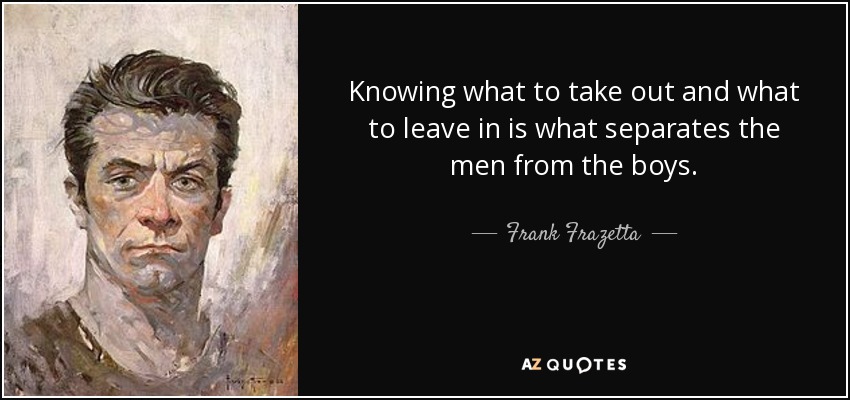 Knowing what to take out and what
to leave in is what separates the
men from the boys.
Frank Frazetta
AZ QUOTES